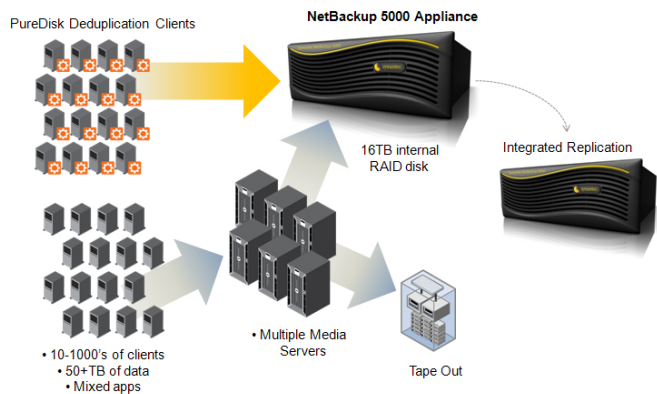 PureDisk Deduplication Clients
NetBackup 5000 Appliance
16TB internal
RAID disk
Integrated Replication
• 10-1000's of clients
• 50+TB of data
• Mixed apps
• Multiple Media
Servers
Tape Out